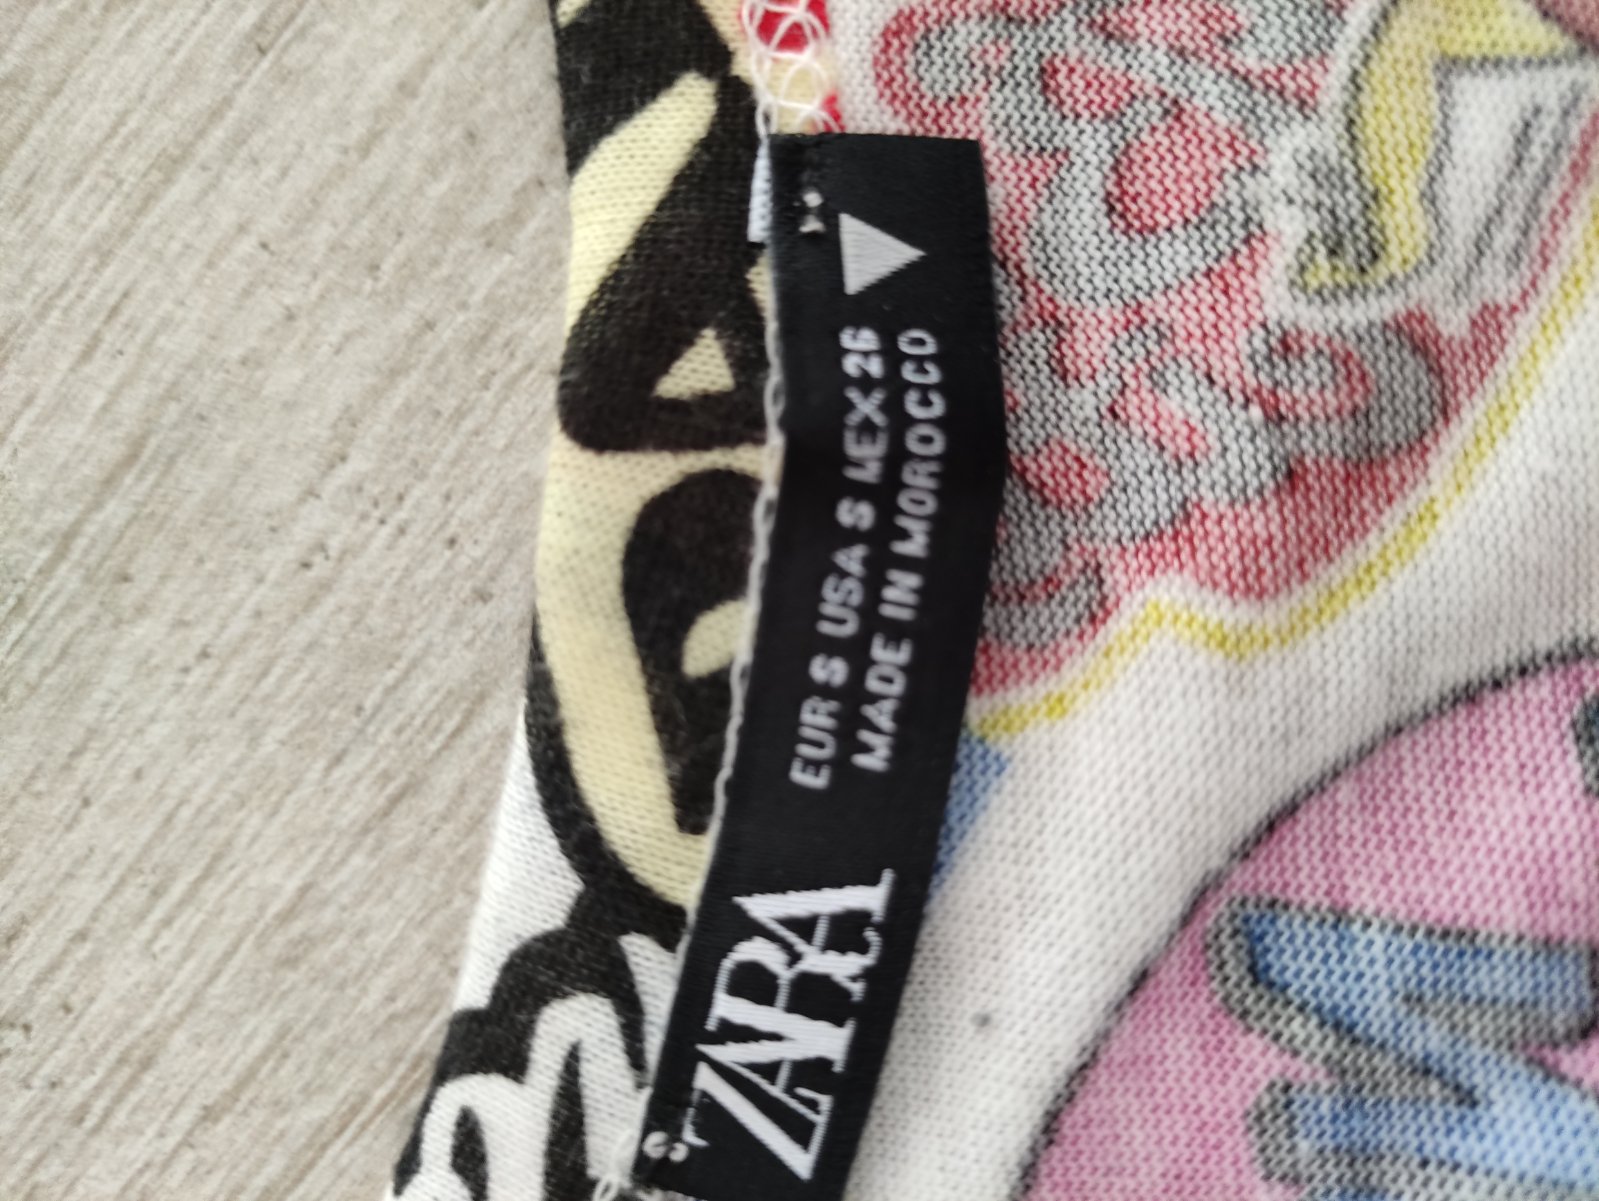 ZARA
EUR S USA S MEX 26
MADE IN MOROCCO